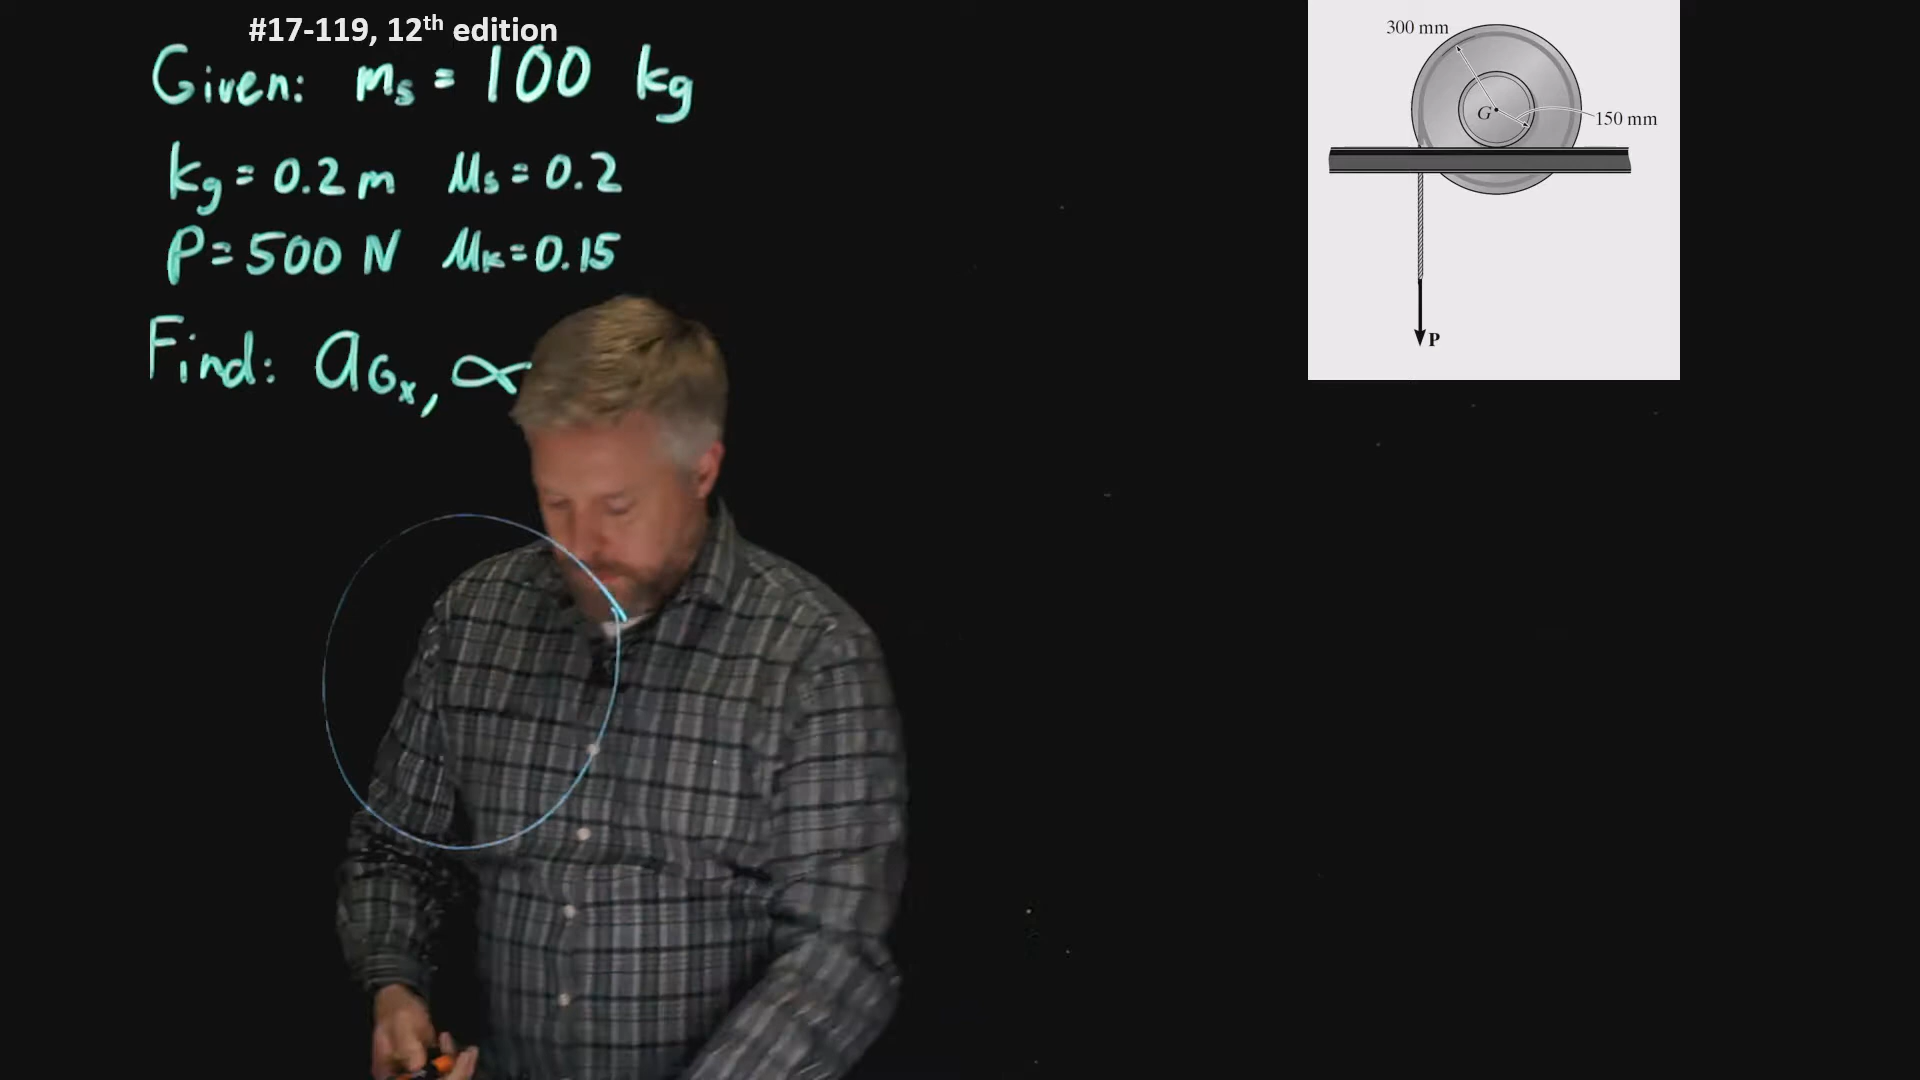 #17-119, 12th edition
Given: ms = 100 kg
kg = 0.2 m μs = 0.2
P = 500 N μk = 0.15
Find: aGx, α
300 mm
G
150 mm
P